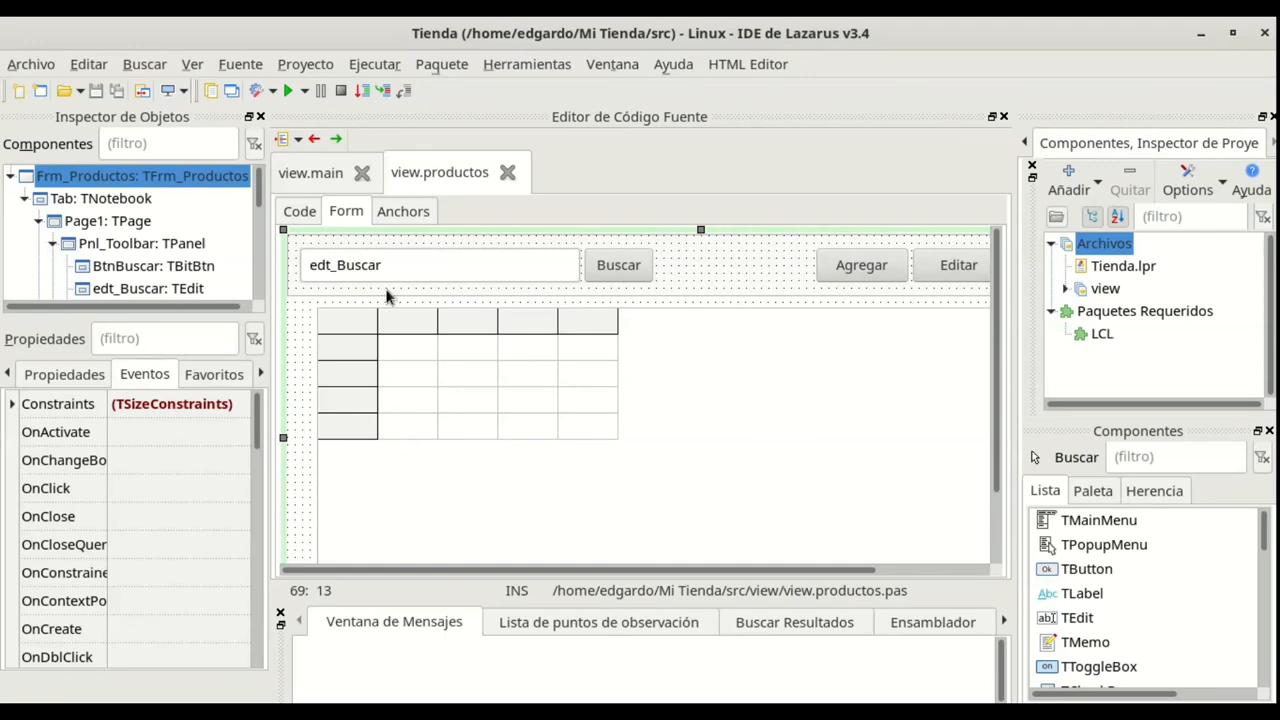 Tienda (/home/edgardo/Mi Tienda/src) - Linux - IDE de Lazarus v3.4
Archivo Editar Buscar Ver Fuente Proyecto Ejecutar Paquete Herramientas Ventana Ayuda HTML Editor
Inspector de Objetos
Componentes (filtro)
Frm_Productos: TFrm_Productos
Tab: TNotebook
Page1: TPage
Pnl_Toolbar: TPanel
BtnBuscar: TBitBtn
edt_Buscar: TEdit
Propiedades (filtro)
Propiedades Eventos Favoritos
Constraints (TSizeConstraints)
OnActivate
OnChangeBo
OnClick
OnClose
OnCloseQuer
OnConstraine
OnContextPo
OnCreate
OnDblClick
Editor de Código Fuente
view.main view.productos
Code Form Anchors
edt_Buscar Buscar Agregar Editar
69: 13 INS /home/edgardo/Mi Tienda/src/view/view.productos.pas
Ventana de Mensajes Lista de puntos de observación Buscar Resultados Ensamblador
Componentes, Inspector de Proye
Añadir Quitar Opciones Ayuda
(filtro)
Archivos
Tienda.lpr
view
Paquetes Requeridos
LCL
Componentes
Buscar (filtro)
Lista Paleta Herencia
TMainMenu
TPopupMenu
Ok TButton
Abc TLabel
abI TEdit
TMemo
on TToggleBox